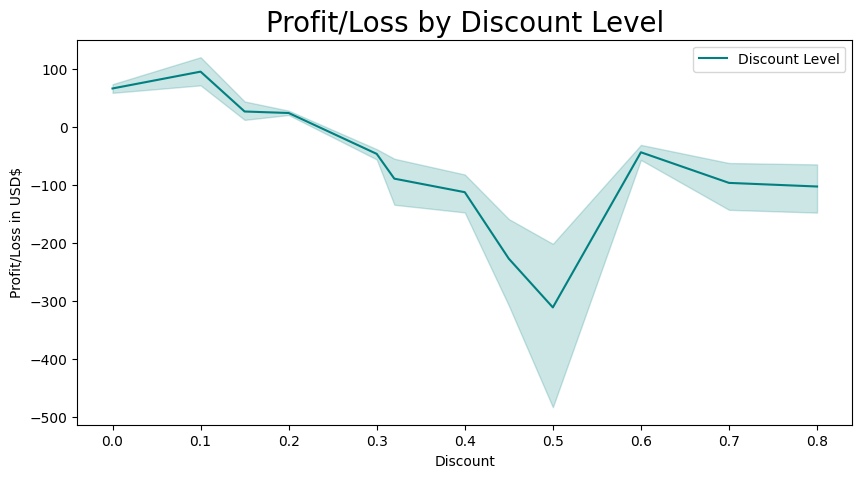 Profit/Loss by Discount Level
Discount Level
100
0
−100
−200
−300
−400
−500
Profit/Loss in USD$
0.0 0.1 0.2 0.3 0.4 0.5 0.6 0.7 0.8
Discount